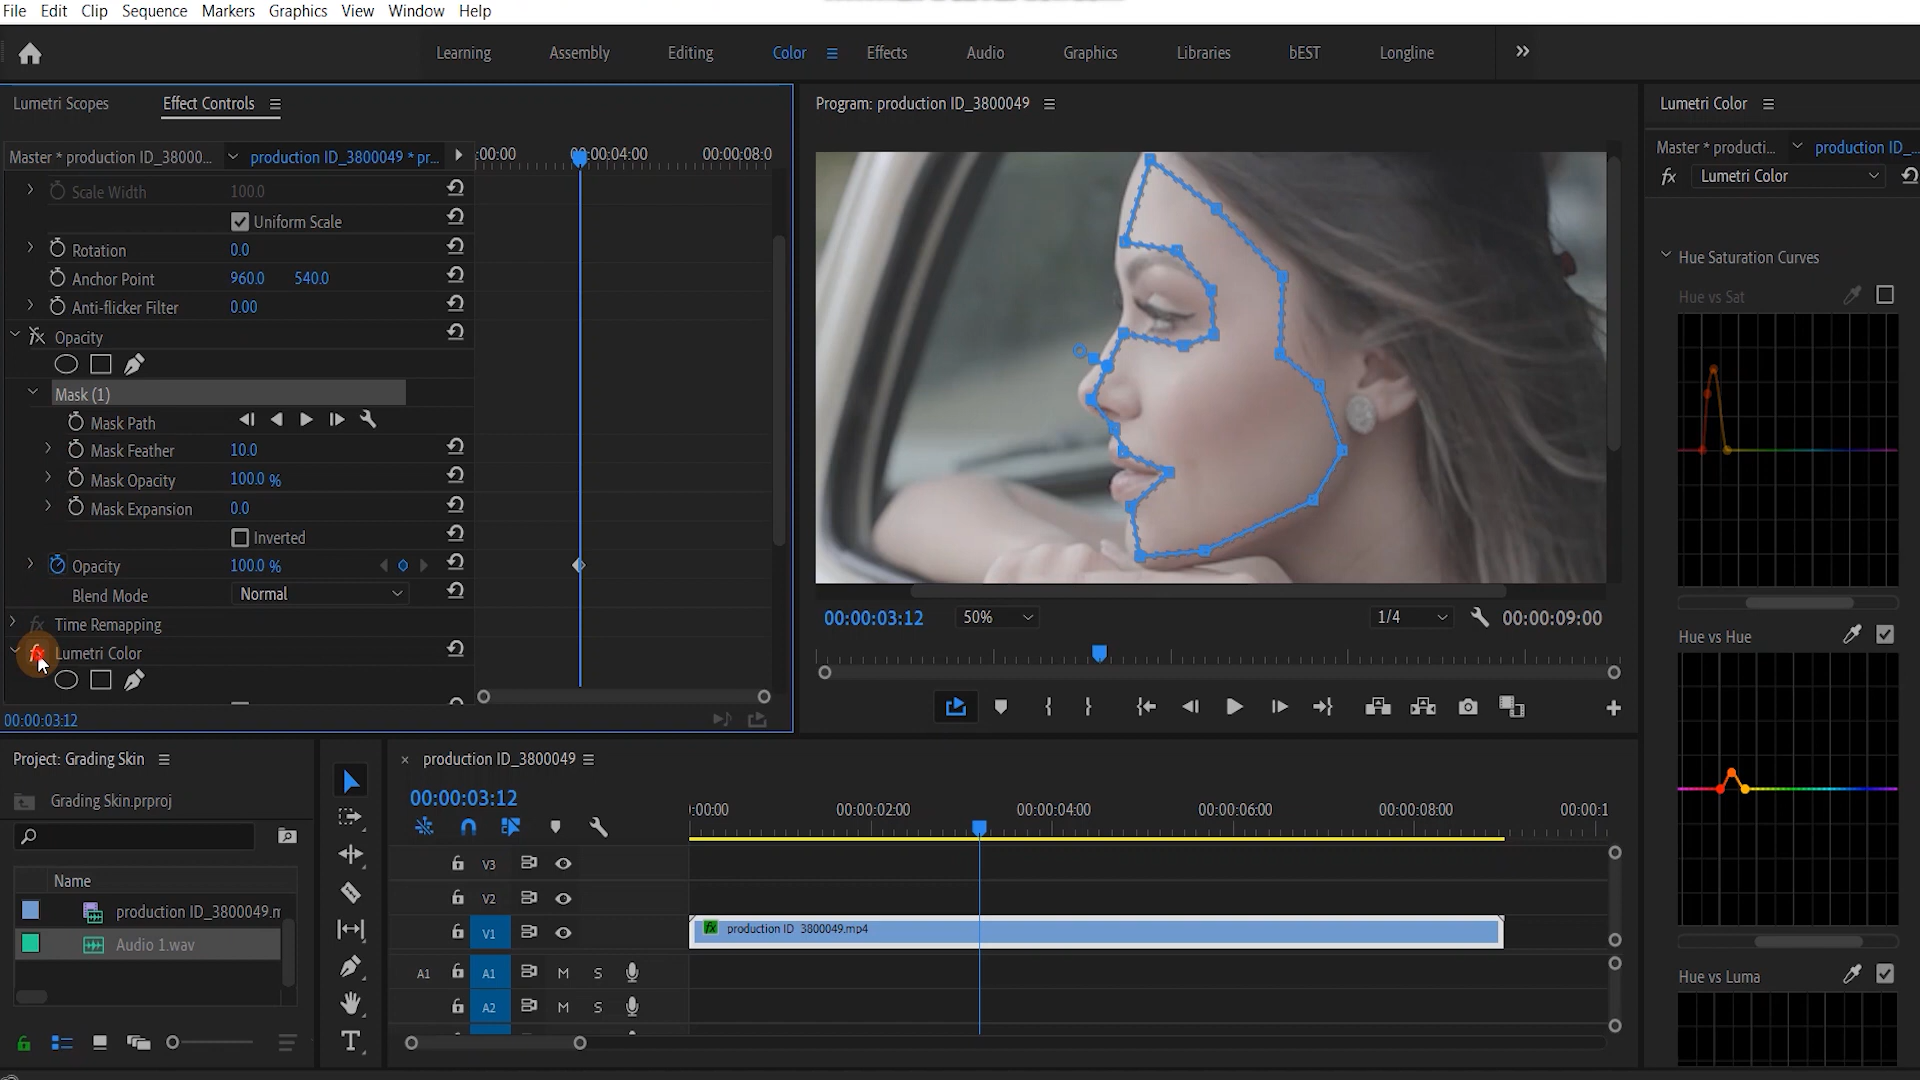 File Edit Clip Sequence Markers Graphics View Window Help
Learning Assembly Editing Color Effects Audio Graphics Libraries bEST Longline
Lumetri Scopes Effect Controls
Master * production ID_38000... production ID_3800049 * pr...
:00:00 00:00:04:00 00:00:08:0
Scale Width 100.0
Uniform Scale
Rotation 0.0
Anchor Point 960.0 540.0
Anti-flicker Filter 0.00
fx Opacity
Mask (1)
Mask Path
Mask Feather 10.0
Mask Opacity 100.0 %
Mask Expansion 0.0
Inverted
Opacity 100.0 %
Blend Mode Normal
fx Time Remapping
fx Lumetri Color
00:00:03:12
Program: production ID_3800049
00:00:03:12 50% 1/4 00:00:09:00
Lumetri Color
Master * producti... production ID_...
fx Lumetri Color
Hue Saturation Curves
Hue vs Sat
Hue vs Hue
Hue vs Luma
Project: Grading Skin
Grading Skin.prproj
Name
production ID_3800049.n
Audio 1.wav
× production ID_3800049
00:00:03:12
:00:00 00:00:02:00 00:00:04:00 00:00:06:00 00:00:08:00 00:00:1
V3
V2
V1
fx production ID_3800049.mp4
A1 A1 M S
A2 M S
T